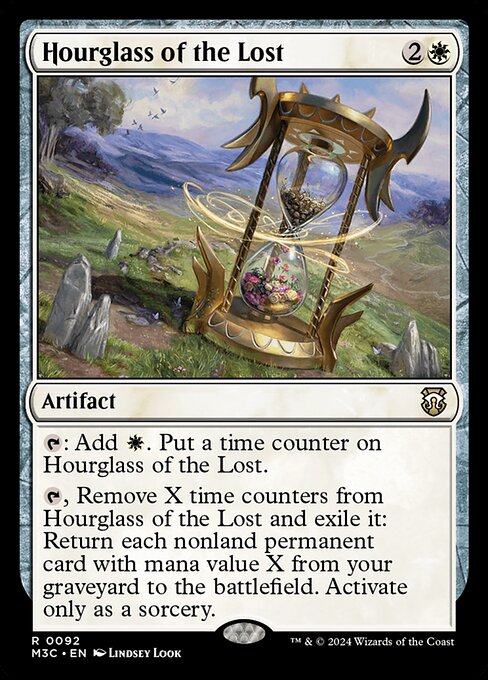 Hourglass of the Lost 2
Artifact
: Add . Put a time counter on
Hourglass of the Lost.
, Remove X time counters from
Hourglass of the Lost and exile it:
Return each nonland permanent
card with mana value X from your
graveyard to the battlefield. Activate
only as a sorcery.
R 0092
M3C • EN Lindsey Look
™ & © 2024 Wizards of the Coast